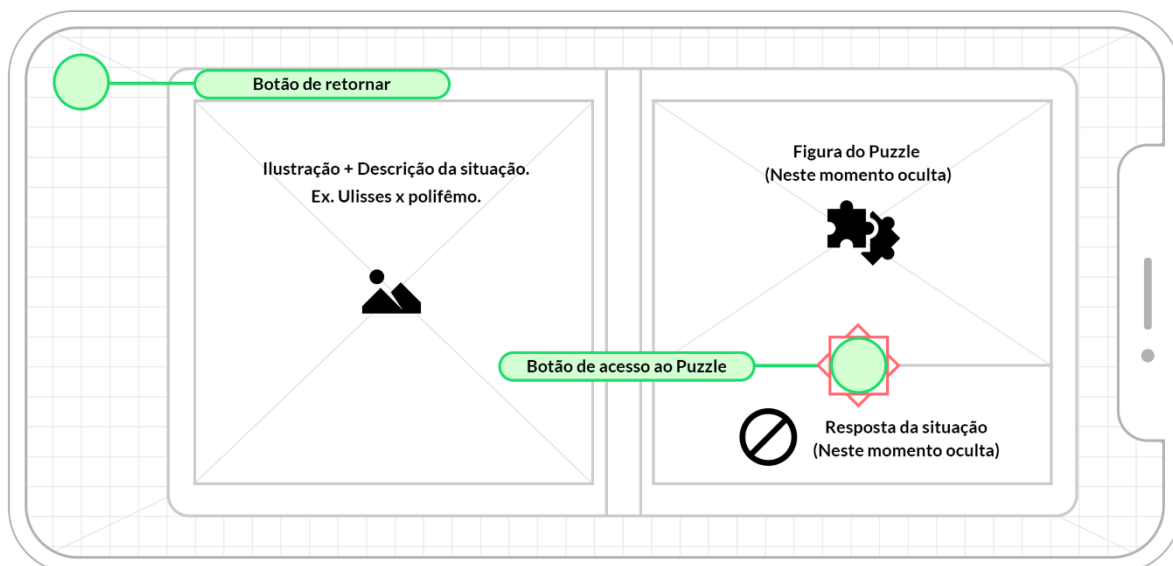 Botão de retornar
Ilustração + Descrição da situação.
Ex. Ulisses x polifêmo.
Figura do Puzzle
(Neste momento oculta)
Botão de acesso ao Puzzle
Resposta da situação
(Neste momento oculta)